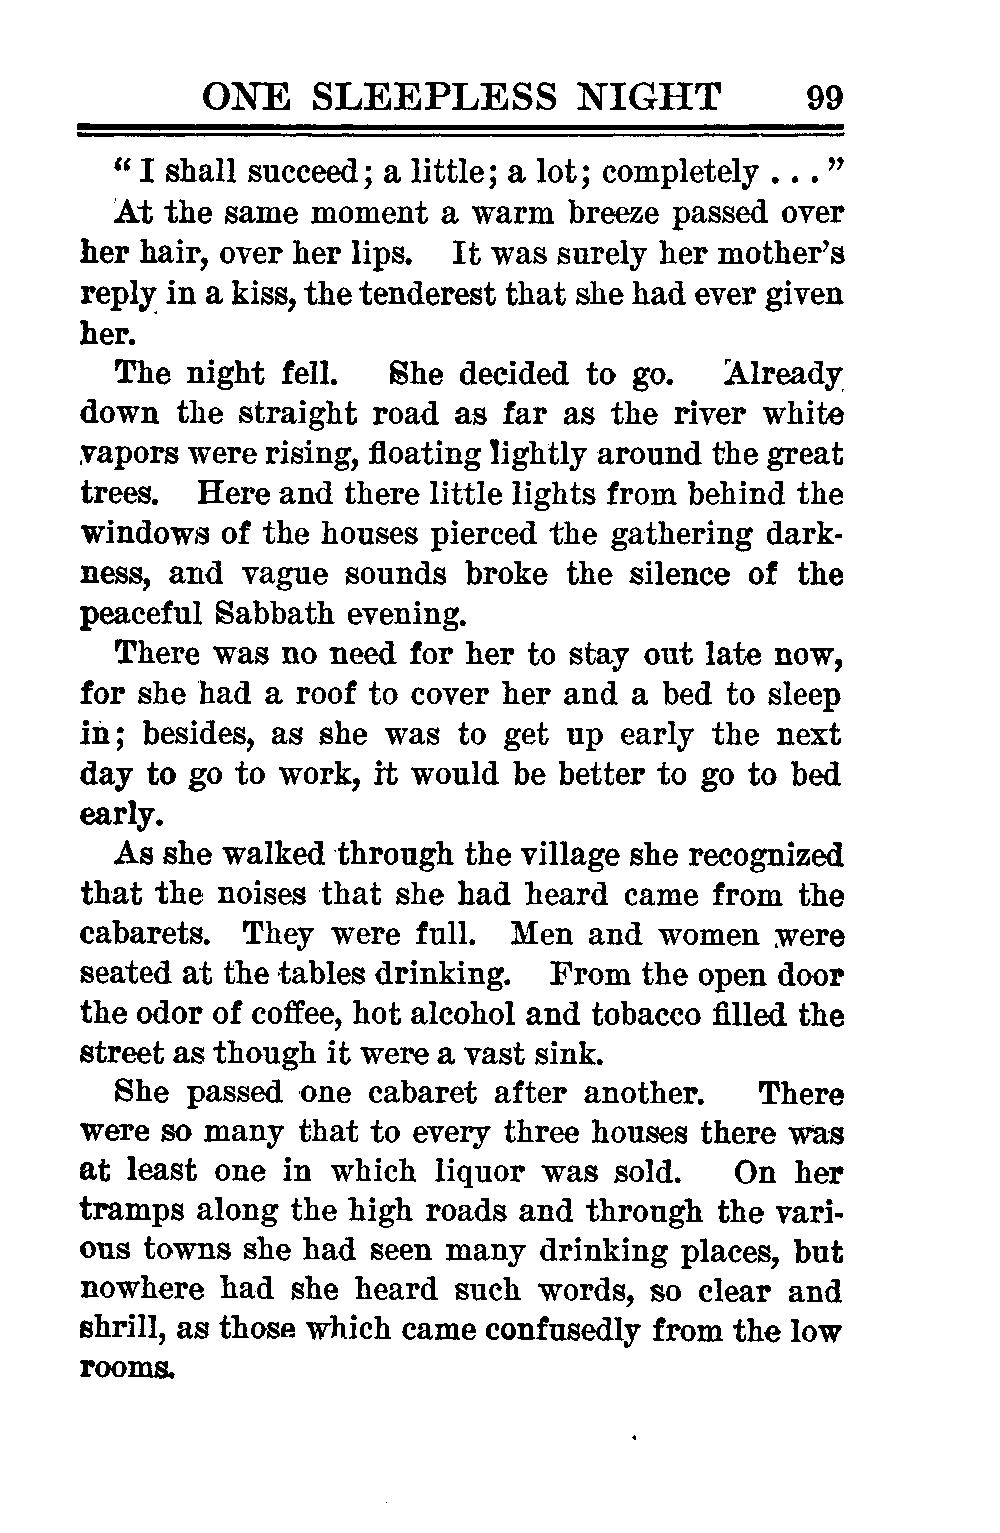 ONE SLEEPLESS NIGHT 99
“ I shall succeed; a little; a lot; completely . . . ”
At the same moment a warm breeze passed over
her hair, over her lips. It was surely her mother’s
reply in a kiss, the tenderest that she had ever given
her.
The night fell. She decided to go. Already
down the straight road as far as the river white
vapors were rising, floating lightly around the great
trees. Here and there little lights from behind the
windows of the houses pierced the gathering dark-
ness, and vague sounds broke the silence of the
peaceful Sabbath evening.
There was no need for her to stay out late now,
for she had a roof to cover her and a bed to sleep
in; besides, as she was to get up early the next
day to go to work, it would be better to go to bed
early.
As she walked through the village she recognized
that the noises that she had heard came from the
cabarets. They were full. Men and women were
seated at the tables drinking. From the open door
the odor of coffee, hot alcohol and tobacco filled the
street as though it were a vast sink.
She passed one cabaret after another. There
were so many that to every three houses there was
at least one in which liquor was sold. On her
tramps along the high roads and through the vari-
ous towns she had seen many drinking places, but
nowhere had she heard such words, so clear and
shrill, as those which came confusedly from the low
rooms.